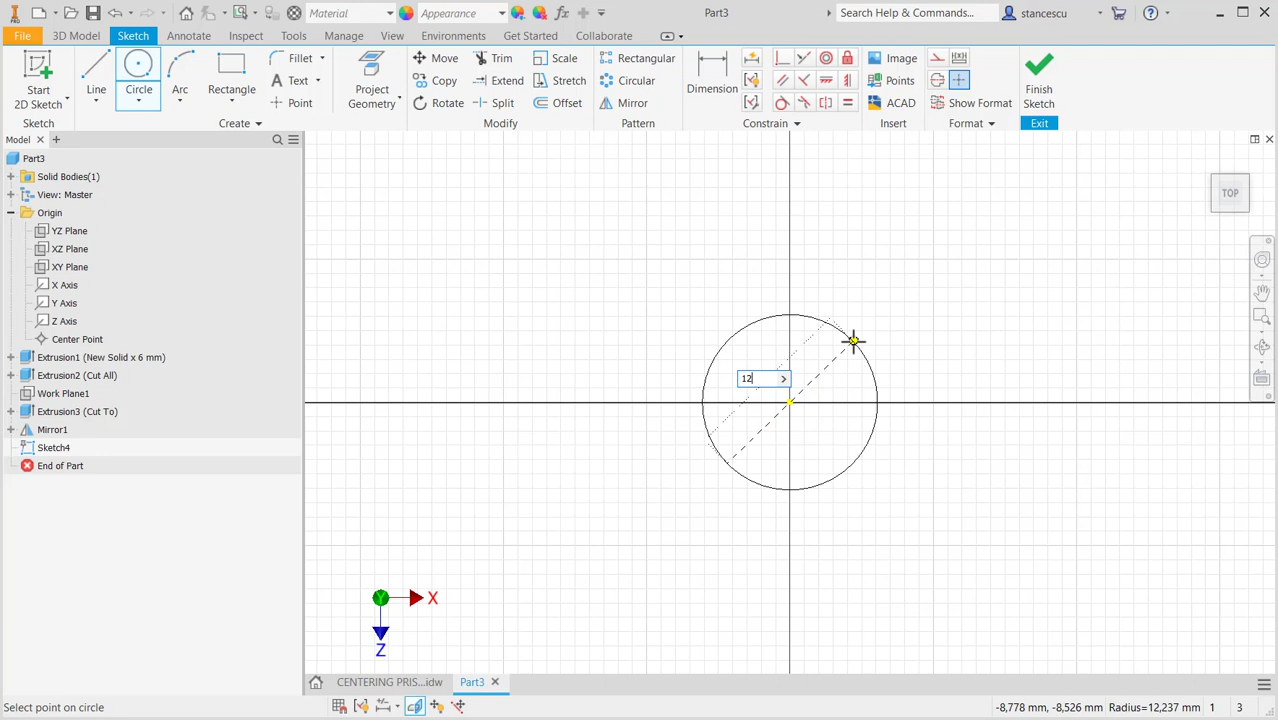 Material
Appearance
Part3
Search Help & Commands...
stancescu
PRO
File
3D Model
Sketch
Annotate
Inspect
Tools
Manage
View
Environments
Get Started
Collaborate
Start
2D Sketch
Line
Circle
Arc
Rectangle
Fillet
Text
Point
Project
Geometry
Move
Copy
Rotate
Trim
Extend
Split
Scale
Stretch
Offset
Rectangular
Circular
Mirror
Dimension
Image
Points
ACAD
Show Format
Finish
Sketch
Sketch
Create
Modify
Pattern
Constrain
Insert
Format
Exit
Model
Part3
Solid Bodies(1)
View: Master
Origin
YZ Plane
XZ Plane
XY Plane
X Axis
Y Axis
Z Axis
Center Point
Extrusion1 (New Solid x 6 mm)
Extrusion2 (Cut All)
Work Plane1
Extrusion3 (Cut To)
Mirror1
Sketch4
End of Part
TOP
12
Y
X
Z
CENTERING PRIS...idw
Part3
Select point on circle
-8,778 mm, -8,526 mm Radius=12,237 mm 1 3